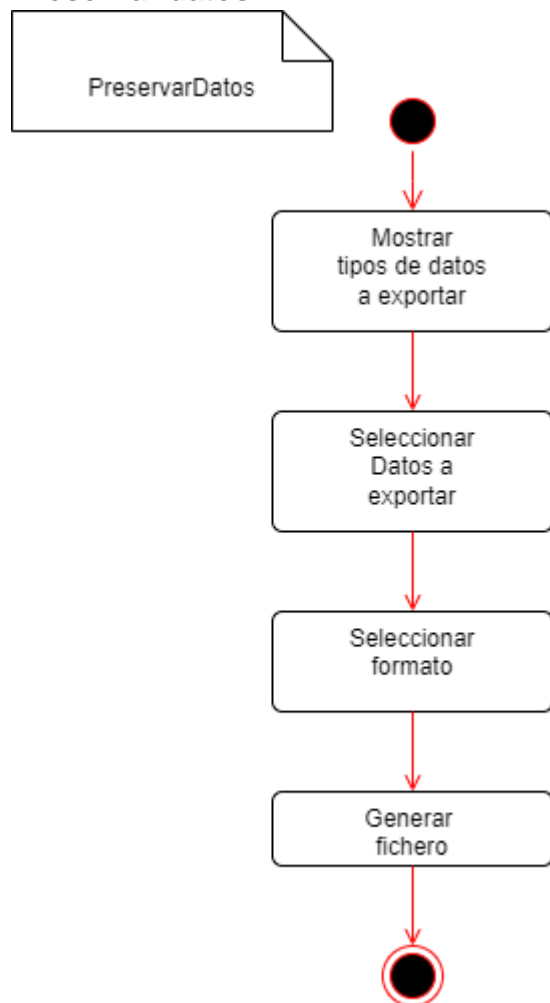 PreservarDatos
Mostrar
tipos de datos
a exportar
Seleccionar
Datos a
exportar
Seleccionar
formato
Generar
fichero